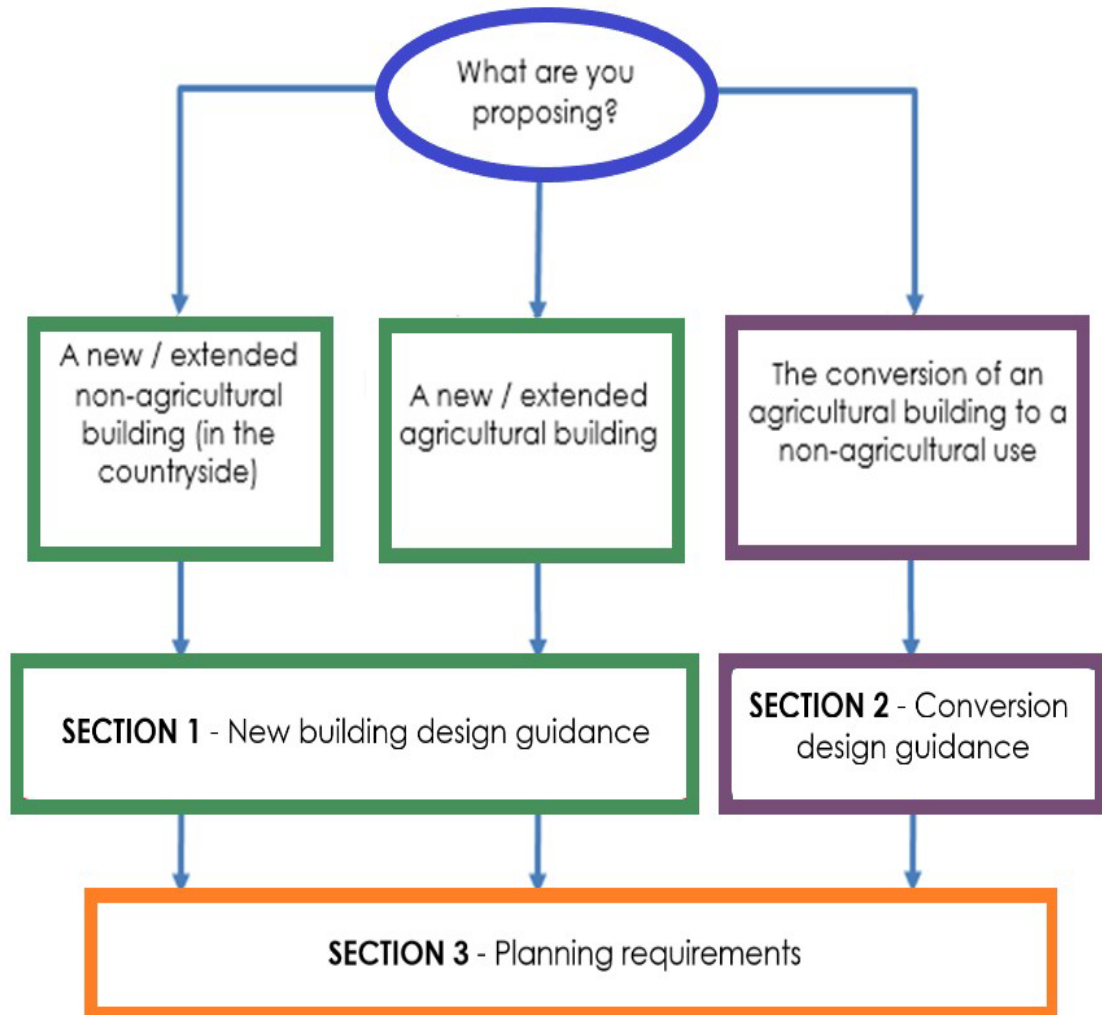 What are you
proposing?
A new / extended
non-agricultural
building (in the
countryside)
A new / extended
agricultural building
The conversion of an
agricultural building to a
non-agricultural use
SECTION 1 - New building design guidance
SECTION 2 - Conversion
design guidance
SECTION 3 - Planning requirements